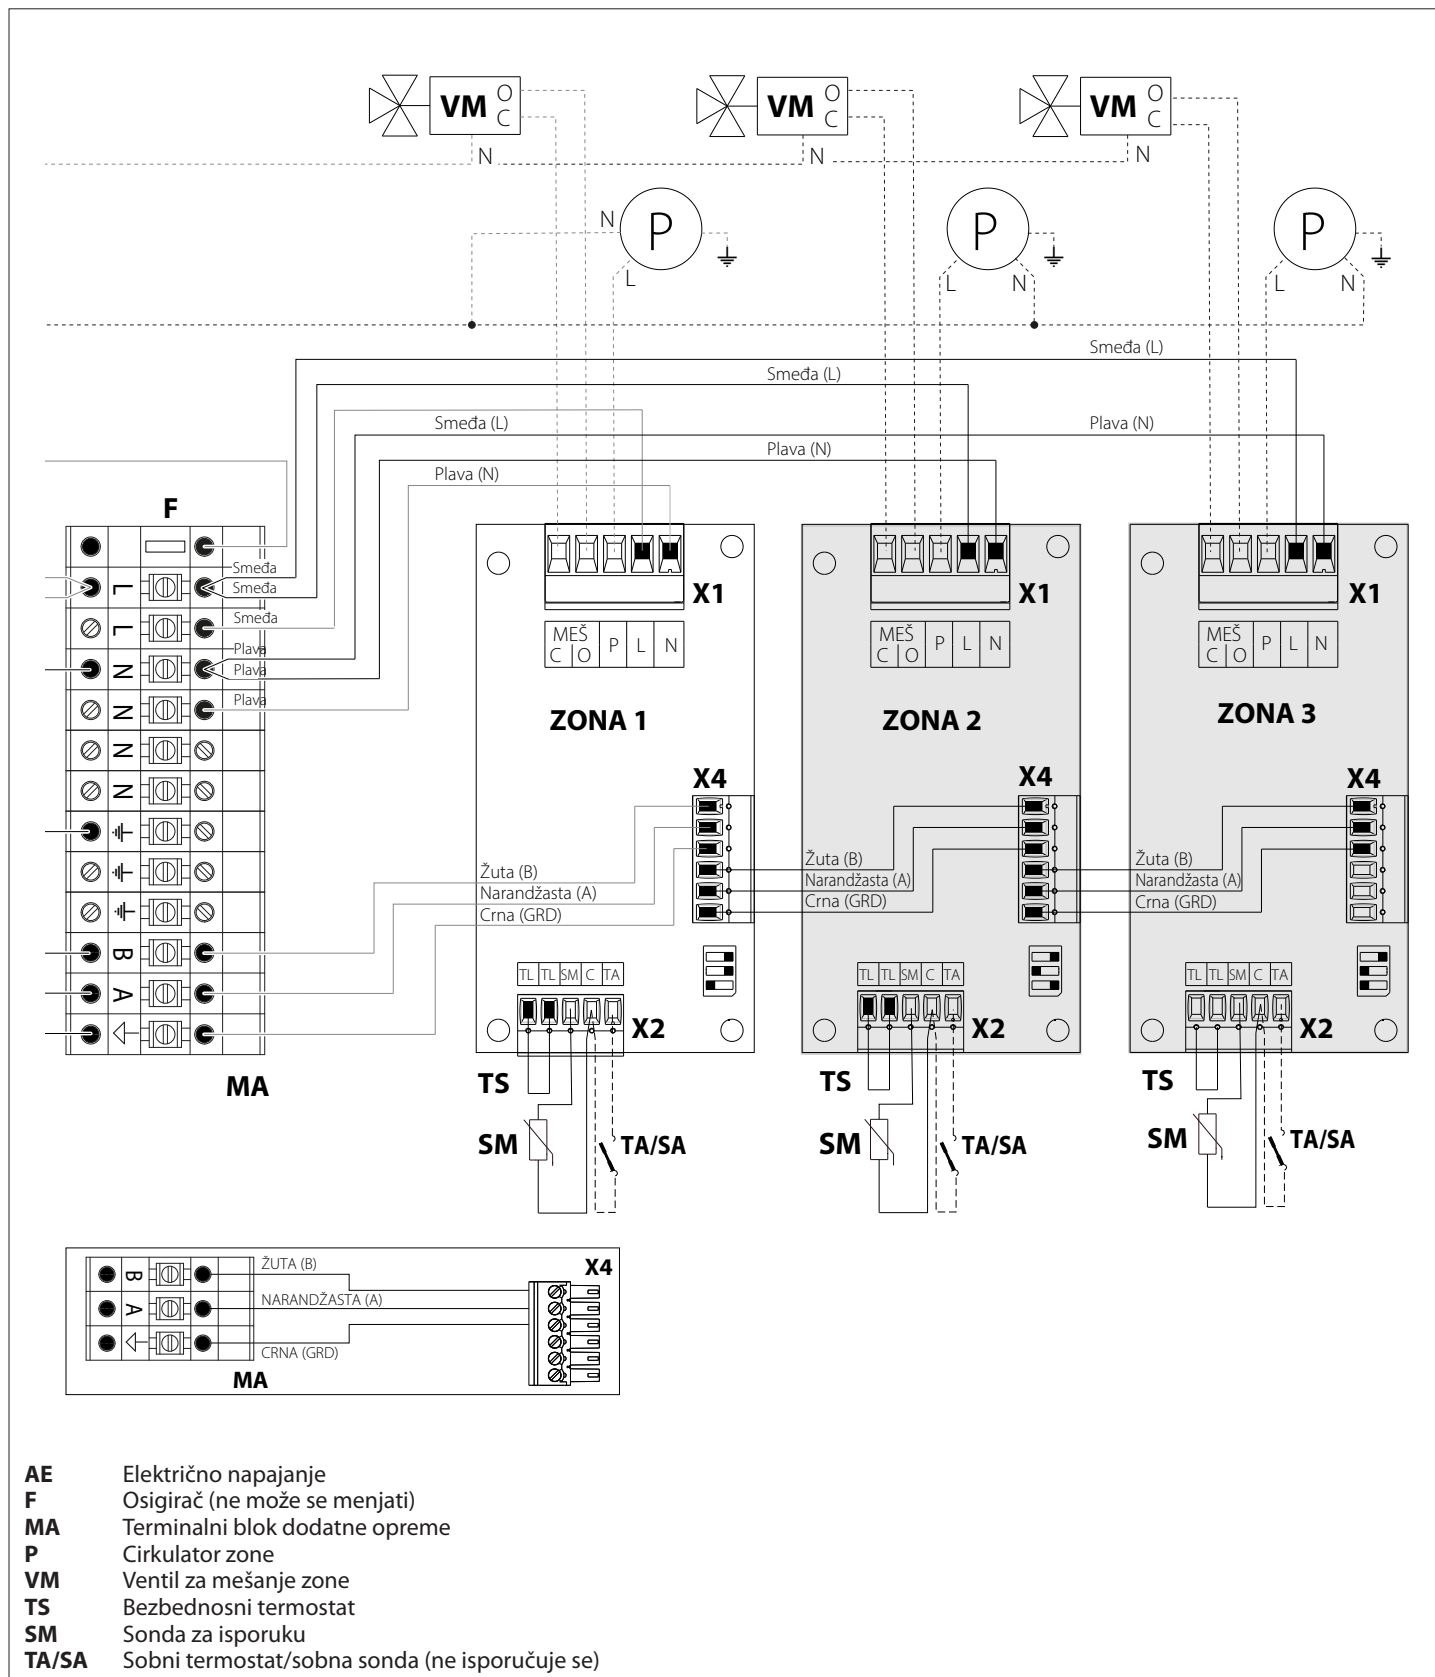 VM O C
VM O C
VM O C
N
N
N
N
P
P
P
L
L
N
L
N
Smeđa (L)
Smeđa (L)
Smeđa (L)
Plava (N)
Plava (N)
Plava (N)
F
Smeđa
L
Smeđa
L
Smeđa
Plava
N
Plava
N
Plava
N
N
B
A
MA
X1
X1
X1
MEŠ
C O P L N
MEŠ
C O P L N
MEŠ
C O P L N
ZONA 1
ZONA 2
ZONA 3
X4
X4
X4
Žuta (B)
Narandžasta (A)
Crna (GRD)
Žuta (B)
Narandžasta (A)
Crna (GRD)
Žuta (B)
Narandžasta (A)
Crna (GRD)
TL TL SM C TA
TL TL SM C TA
TL TL SM C TA
X2
X2
X2
TS
TS
TS
SM
TA/SA
SM
TA/SA
SM
TA/SA
B
ŽUTA (B)
X4
A
NARANDŽASTA (A)
CRNA (GRD)
MA
AE Električno napajanje
F Osigirač (ne može se menjati)
MA Terminalni blok dodatne opreme
P Cirkulator zone
VM Ventil za mešanje zone
TS Bezbednosni termostat
SM Sonda za isporuku
TA/SA Sobni termostat/sobna sonda (ne isporučuje se)